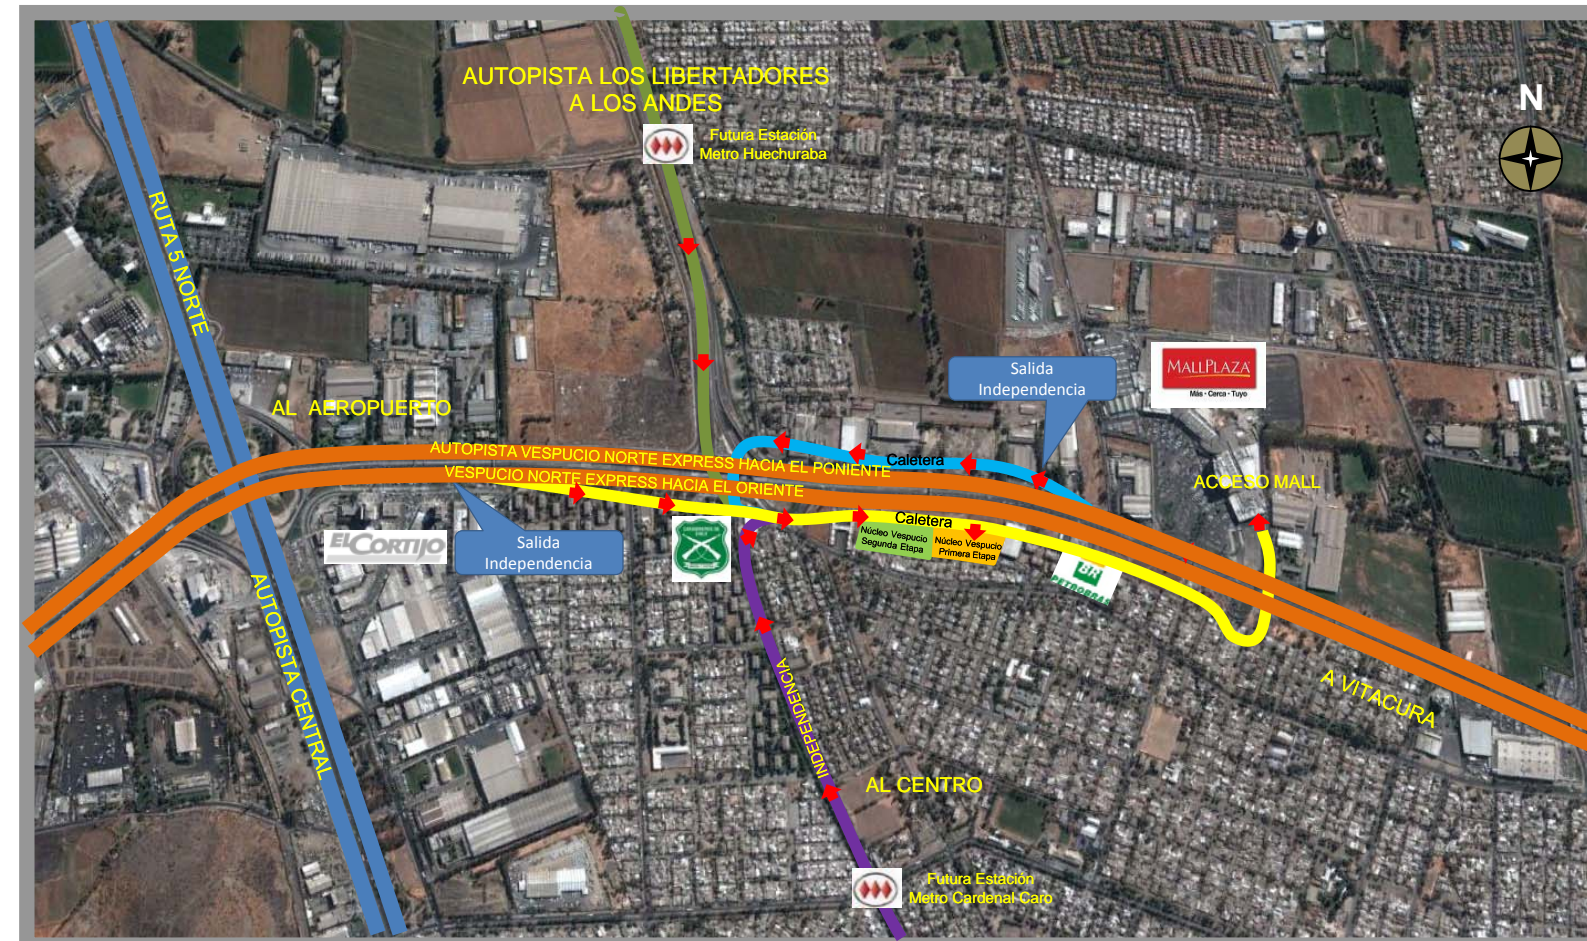 AUTOPISTA LOS LIBERTADORES
A LOS ANDES
N
Futura Estación
Metro Huechuraba
RUTA 5 NORTE
Salida
Independencia
MALLPLAZA
Más · Cerca · Tuyo
AL AEROPUERTO
AUTOPISTA VESPUCIO NORTE EXPRESS HACIA EL PONIENTE
Caletera
VESPUCIO NORTE EXPRESS HACIA EL ORIENTE
ACCESO MALL
Caletera
EL CORTIJO
Salida
Independencia
Núcleo Vespucio
Segunda Etapa
Núcleo Vespucio
Primera Etapa
BR
PETROBRAS
AUTOPISTA CENTRAL
INDEPENDENCIA
A VITACURA
AL CENTRO
Futura Estación
Metro Cardenal Caro